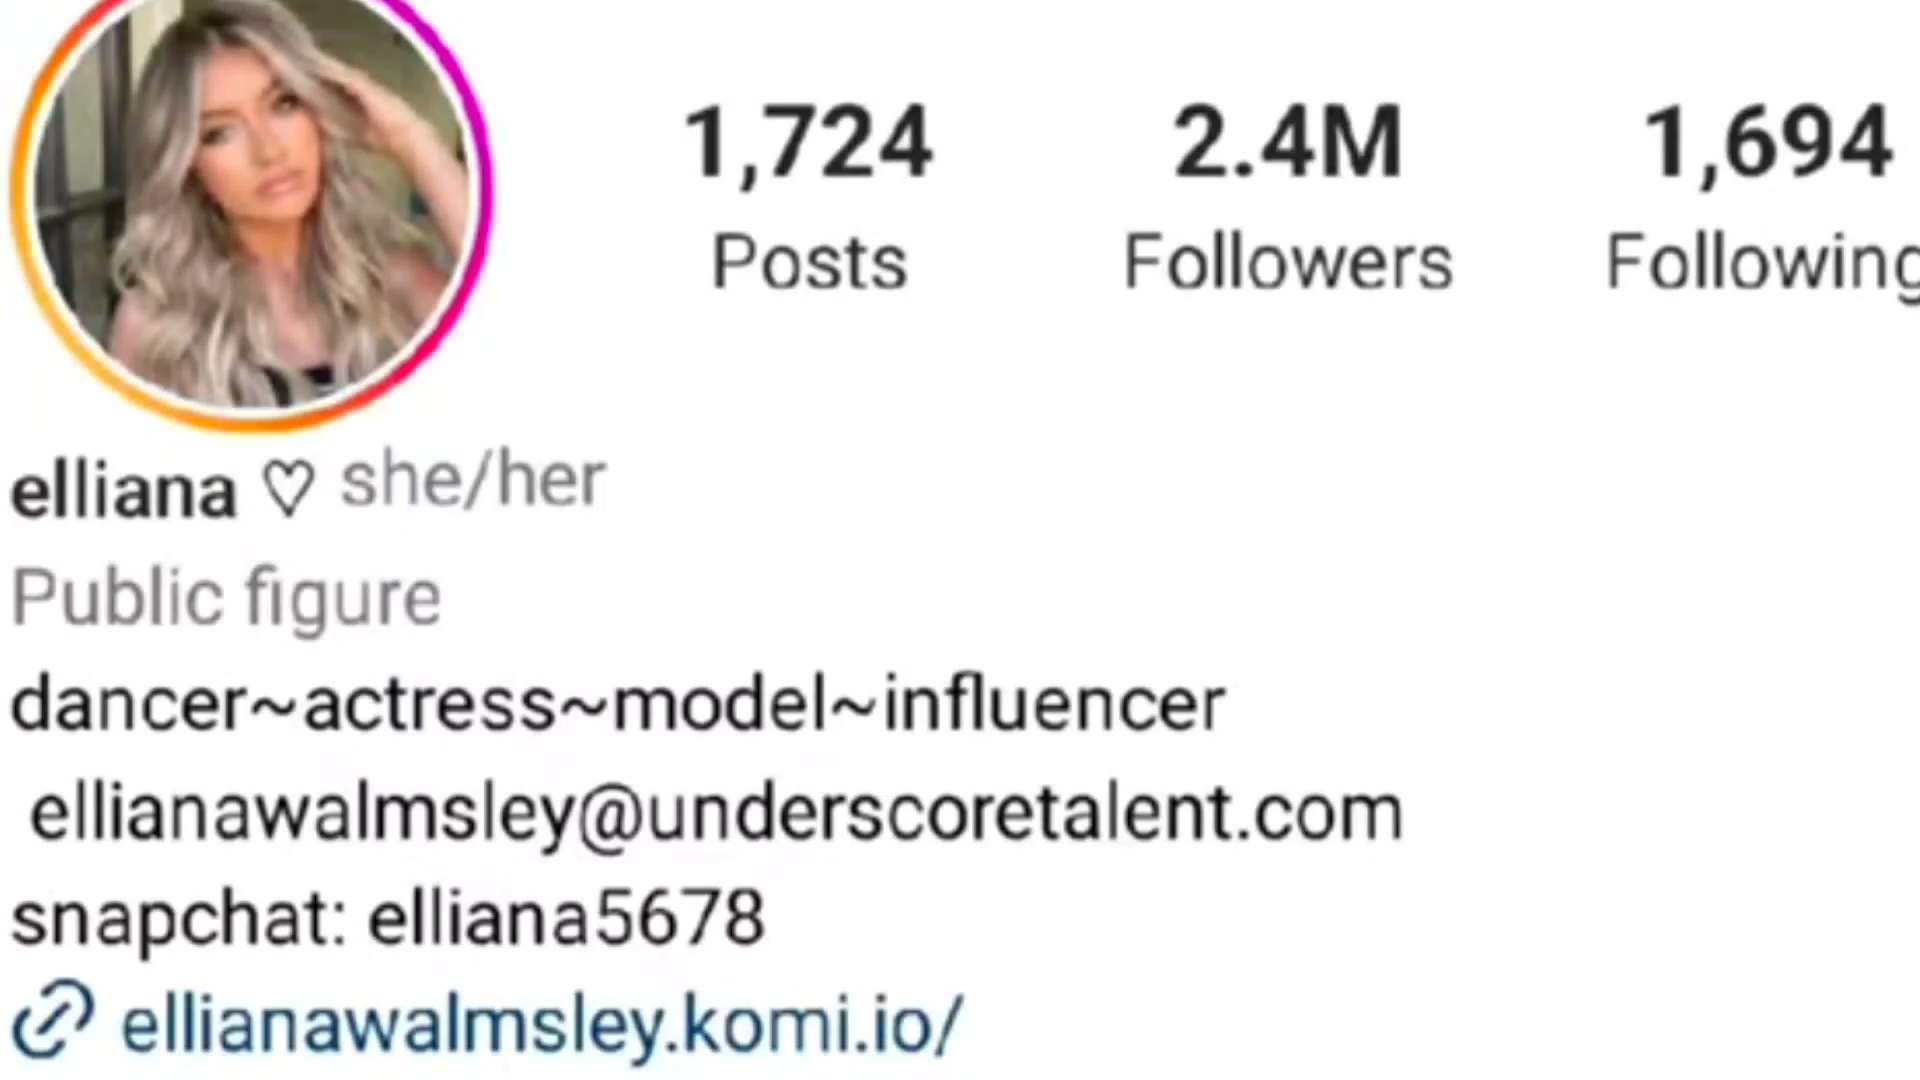 1,724 2.4M 1,694
Posts Followers Following
elliana ♡ she/her
Public figure
dancer~actress~model~influencer
ellianawalmsley@underscoretalent.com
snapchat: elliana5678
ellianawalmsley.komi.io/